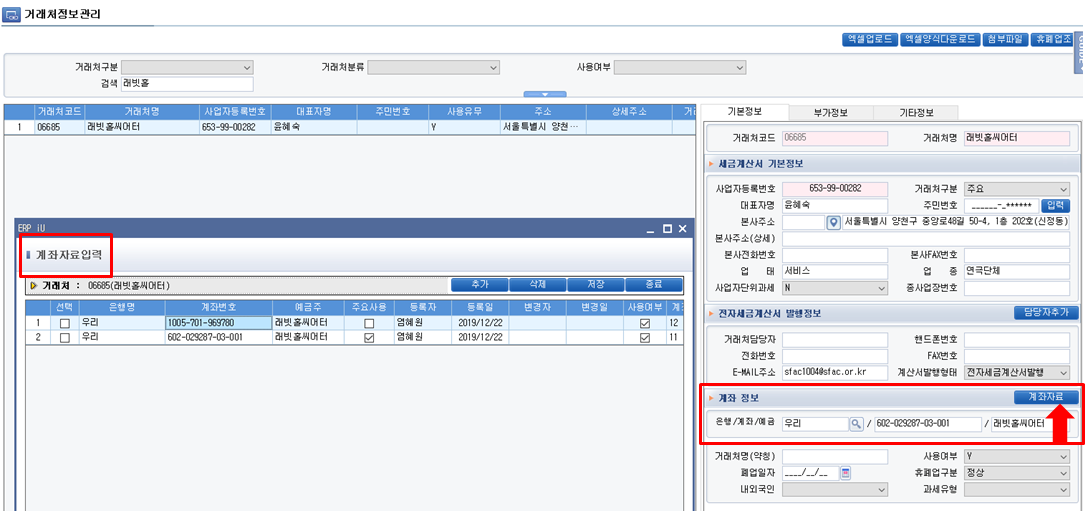 거래처정보관리
엑셀업로드 엑셀양식다운로드 첨부파일 휴폐업조
거래처구분 거래처분류 사용여부
검색 래빗홀
거래처코드 거래처명 사업자등록번호 대표자명 주민번호 사용유무 주소 상세주소 거
1 06685 래빗홀씨어터 653-99-00282 윤혜숙 Y 서울특별시 양천…
기본정보 부가정보 기타정보
거래처코드 06685 거래처명 래빗홀씨어터
세금계산서 기본정보
사업자등록번호 653-99-00282 거래처구분 주요
대표자명 윤혜숙 주민번호 ______-_****** 입력
본사주소 서울특별시 양천구 중앙로48길 50-4, 1층 202호(신정동)
본사주소(상세)
본사전화번호 본사FAX번호
업 태 서비스 업 종 연극단체
사업자단위과세 N 종사업장번호
전자세금계산서 발행정보 담당자추가
거래처담당자 핸드폰번호
전화번호 FAX번호
E-MAIL주소 sfac1004@sfac.or.kr 계산서발행형태 전자세금계산서발행
계좌 정보 계좌자료
은행/계좌/예금 우리 / 602-029287-03-001 / 래빗홀씨어터
거래처명(약칭) 사용여부 Y
폐업일자 ____/__/__ 휴폐업구분 정상
내외국인 과세유형
ERP iU
계좌자료입력
거래처 : 06685(래빗홀씨어터) 추가 삭제 저장 종료
선택 은행명 계좌번호 예금주 주요사용 등록자 등록일 변경자 변경일 사용여부 계좌
1 우리 1005-701-969780 래빗홀씨어터 염혜원 2019/12/22 12
2 우리 602-029287-03-001 래빗홀씨어터 염혜원 2019/12/22 11